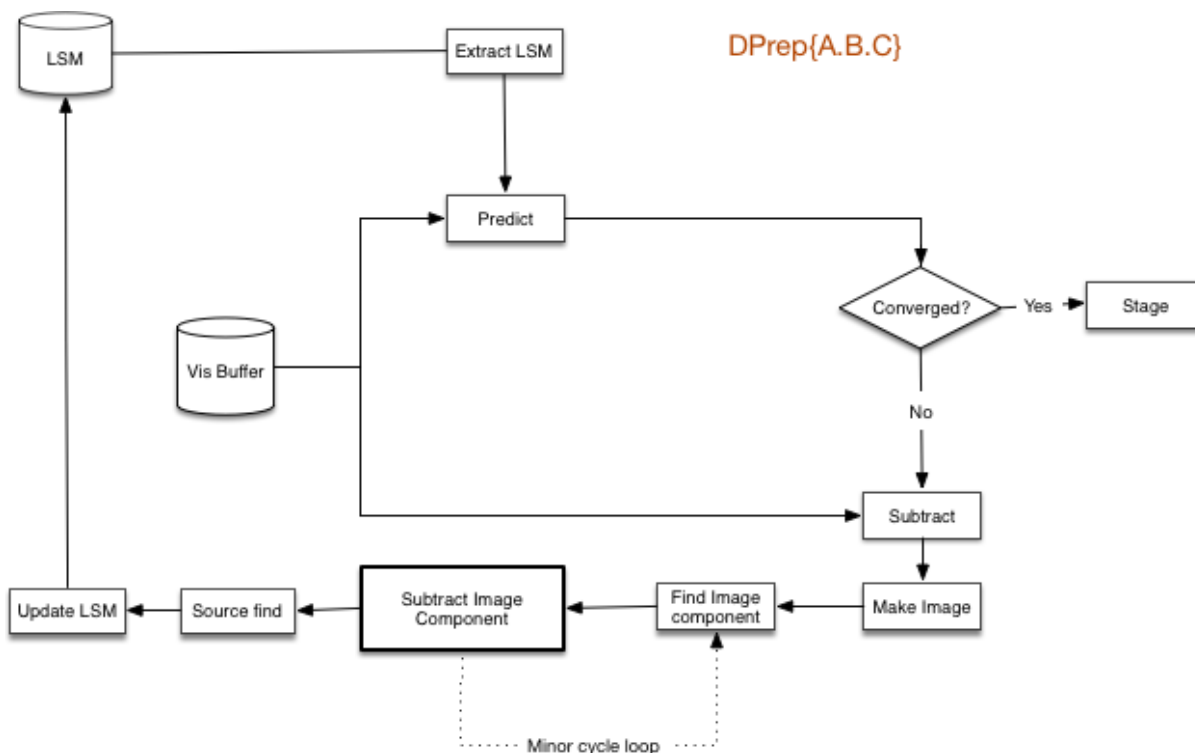 LSM
Extract LSM
DPrep{A.B.C}
Predict
Converged?
Yes
Stage
Vis Buffer
No
Subtract
Update LSM
Source find
Subtract Image
Component
Find Image
component
Make Image
Minor cycle loop